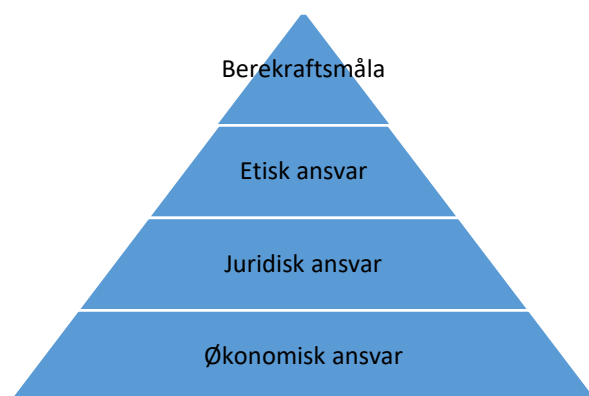 Berekraftsmåla
Etisk ansvar
Juridisk ansvar
Økonomisk ansvar